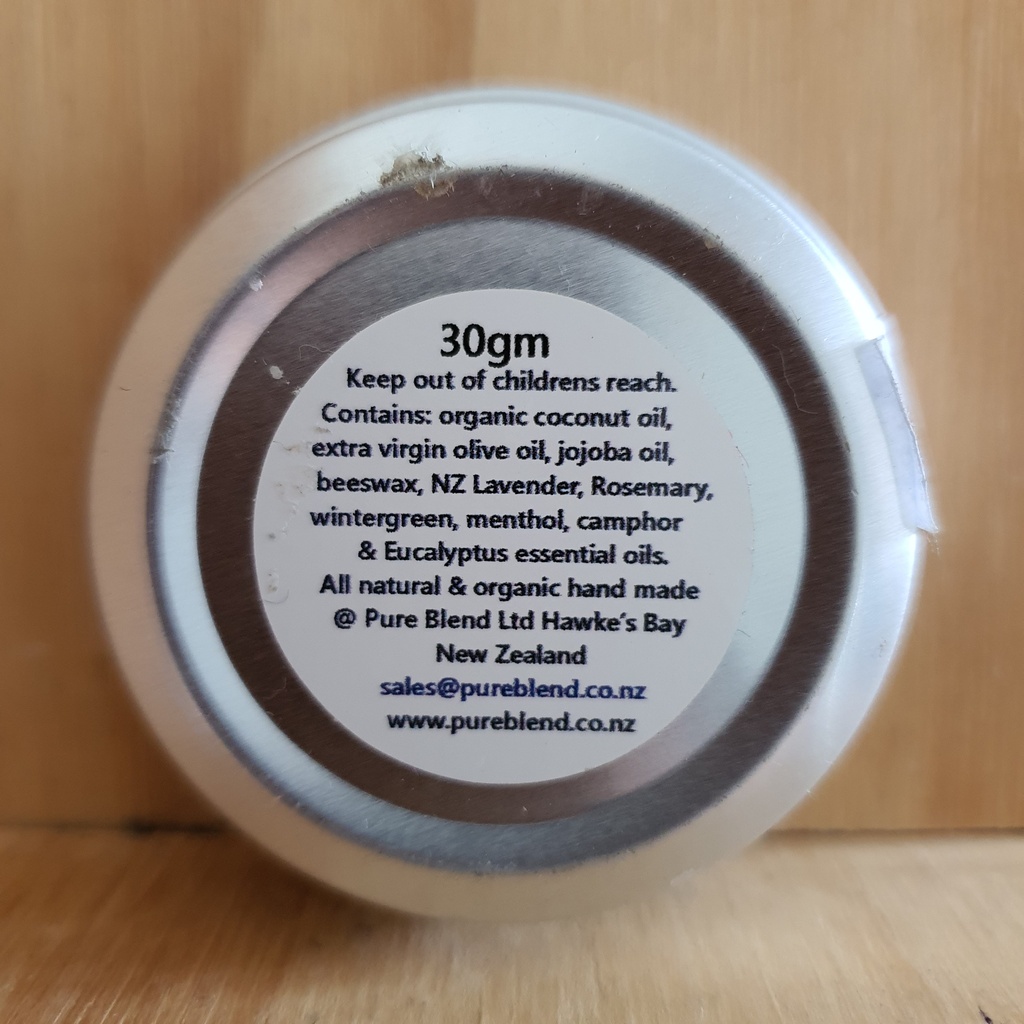 30gm
Keep out of childrens reach.
Contains: organic coconut oil,
extra virgin olive oil, jojoba oil,
beeswax, NZ Lavender, Rosemary,
wintergreen, menthol, camphor
& Eucalyptus essential oils.
All natural & organic hand made
@ Pure Blend Ltd Hawke's Bay
New Zealand
sales@pureblend.co.nz
www.pureblend.co.nz